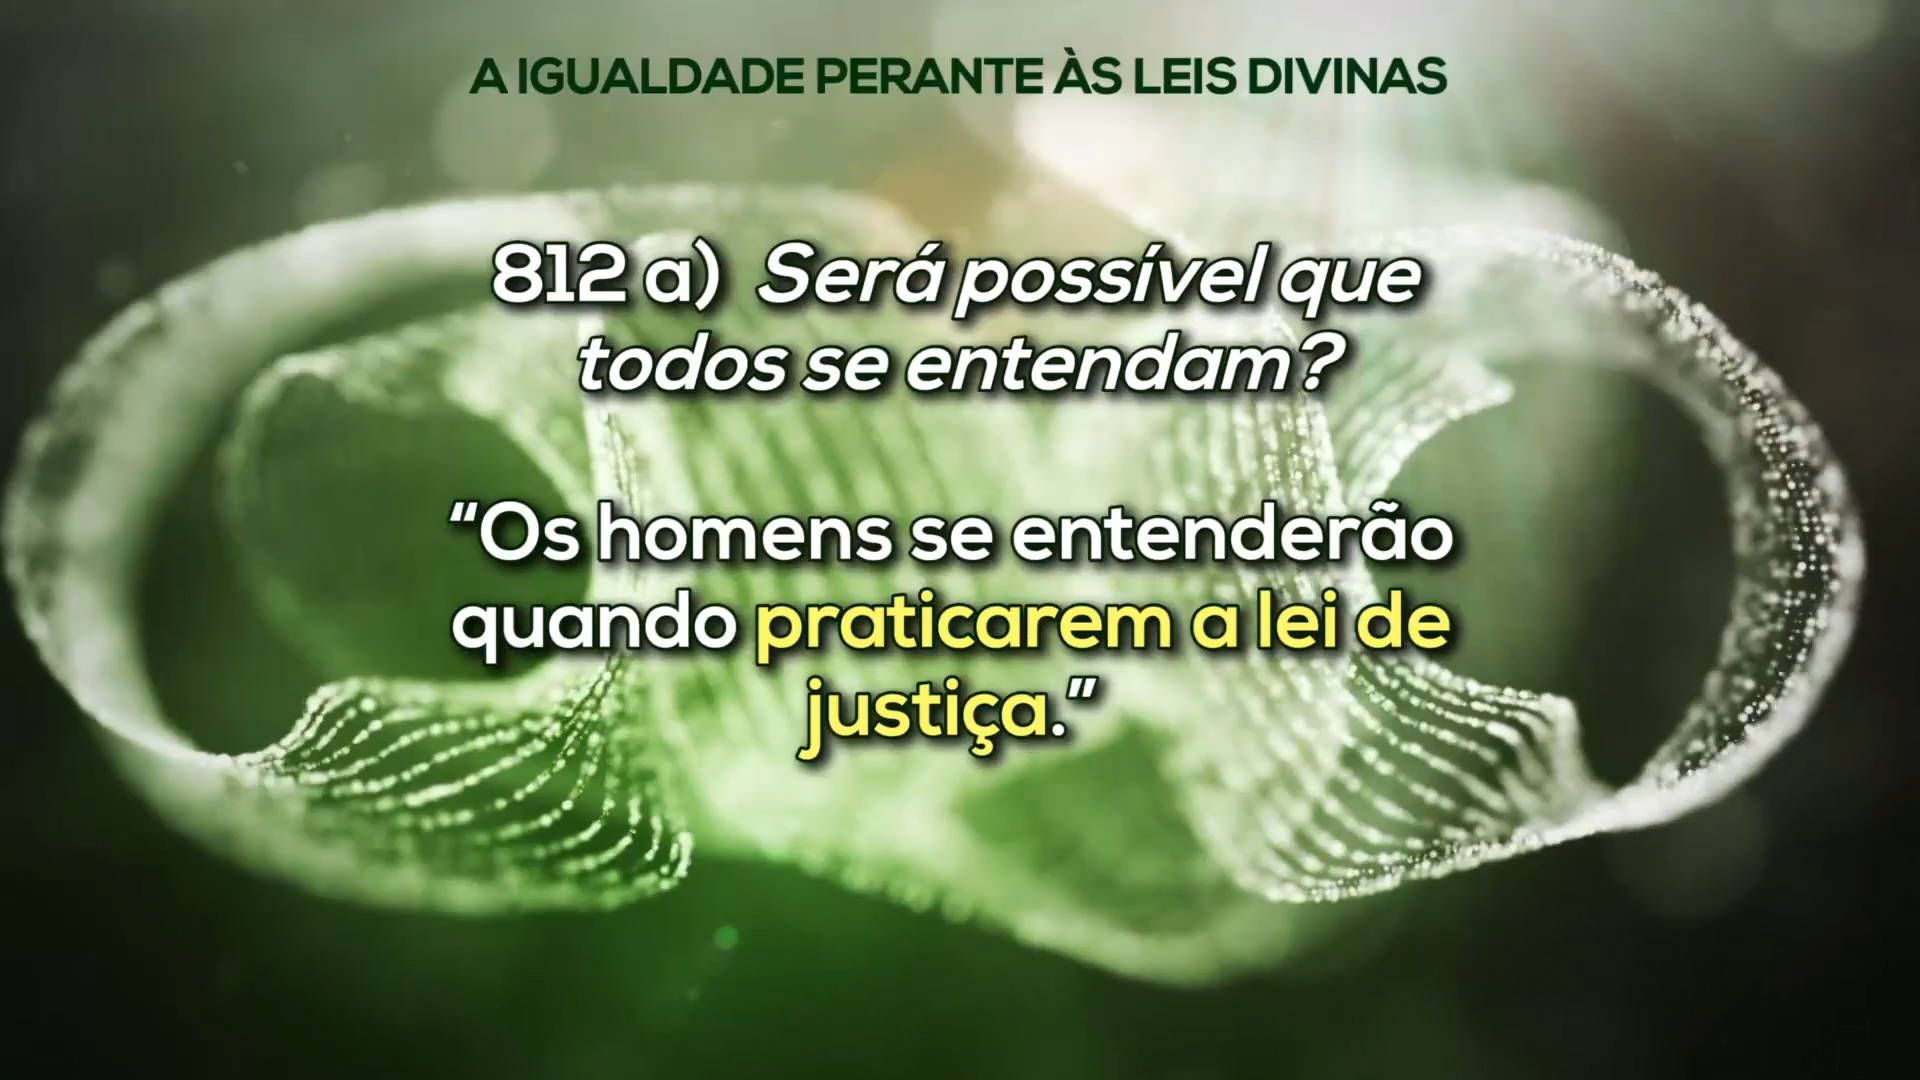 A IGUALDADE PERANTE ÀS LEIS DIVINAS
812 a) Será possível que
todos se entendam?
“Os homens se entenderão
quando praticarem a lei de
justiça.”